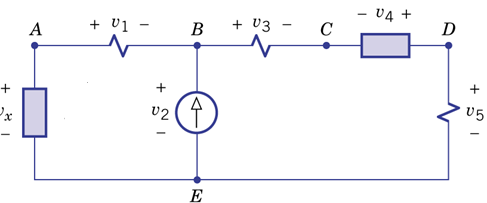 A + v1 − B + v3 − C − v4 + D
+ vx −
+ v2 −
+ v5 −
E